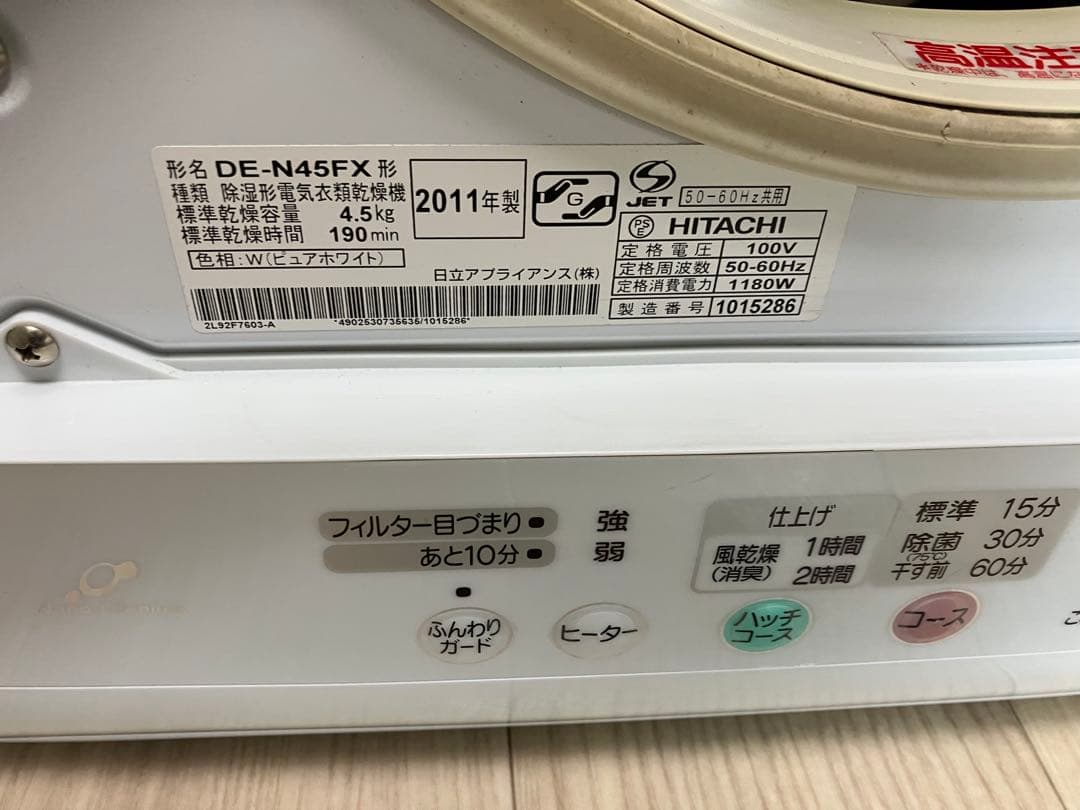 高温注
形名 DE-N45FX 形
種類 除湿形電気衣類乾燥機
標準乾燥容量 4.5kg
標準乾燥時間 190min
色相:W(ピュアホワイト)
2011年製
G
JET
50-60Hz共用
PSE HITACHI
定格電圧 100V
定格周波数 50-60Hz
定格消費電力 1180W
製造番号 1015286
日立アプライアンス(株)
2L92F7603-A *4902530735635/1015286*
フィルター目づまり
あと10分
強
弱
ふんわりガード
ヒーター
仕上げ
風乾燥 1時間
(消臭) 2時間
ハッチ
コース
標準 15分
除菌 30分
(75℃)
干す前 60分
コース